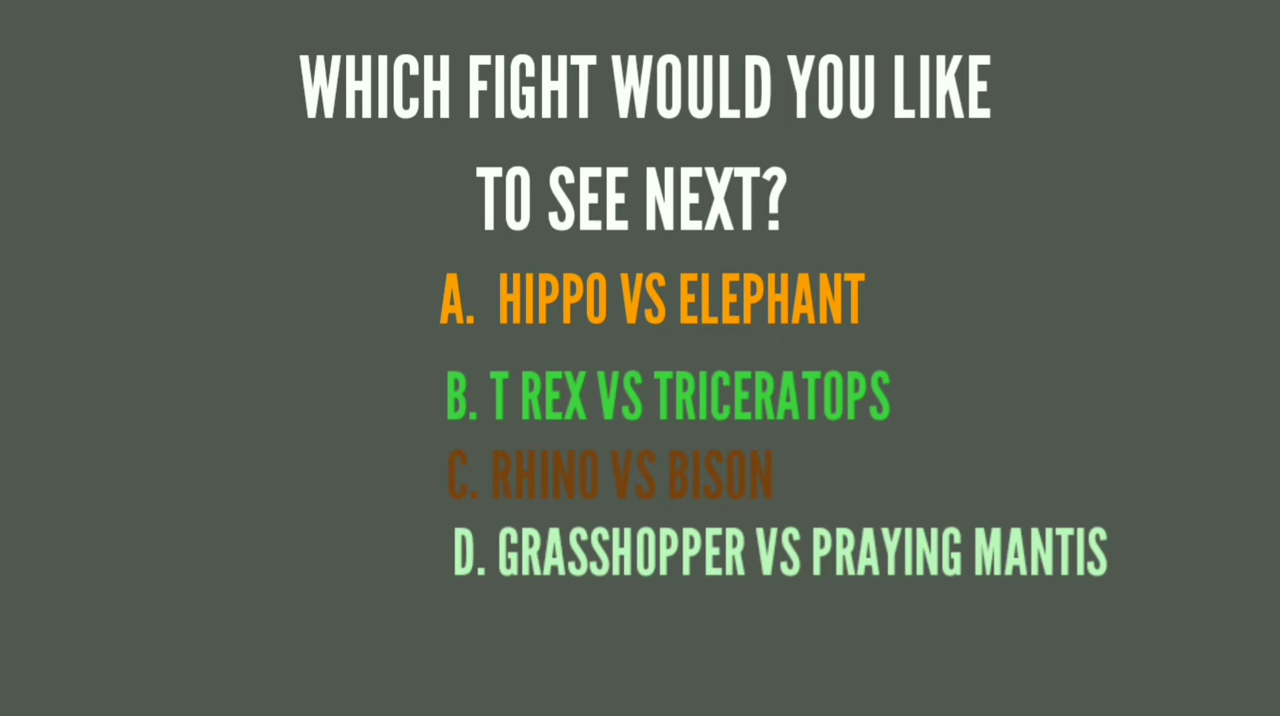 WHICH FIGHT WOULD YOU LIKE
TO SEE NEXT?
A. HIPPO VS ELEPHANT
B. T REX VS TRICERATOPS
C. RHINO VS BISON
D. GRASSHOPPER VS PRAYING MANTIS